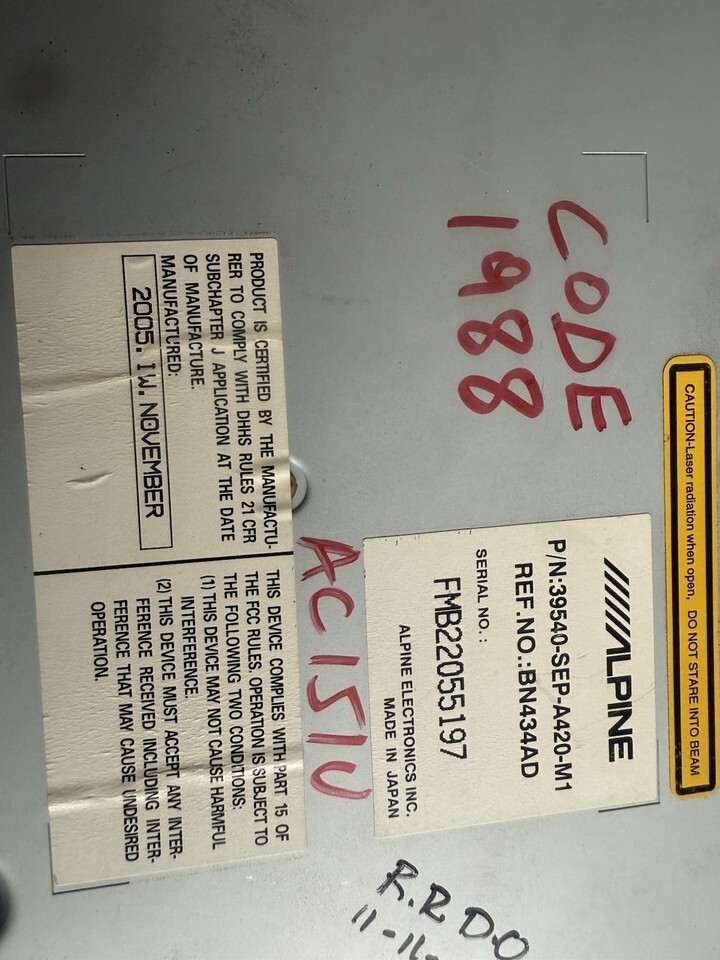 CODE
1988
CAUTION-Laser radiation when open, DO NOT STARE INTO BEAM
ALPINE
P/N:39540-SEP-A420-M1
REF.NO.:BN434AD
SERIAL NO.:
FMB22055197
ALPINE ELECTRONICS INC.
MADE IN JAPAN
AC151U
PRODUCT IS CERTIFIED BY THE MANUFACTU-
RER TO COMPLY WITH DHHS RULES 21 CFR
SUBCHAPTER J APPLICATION AT THE DATE
OF MANUFACTURE.
MANUFACTURED:
2005. IW. NOVEMBER
THIS DEVICE COMPLIES WITH PART 15 OF
THE FCC RULES. OPERATION IS SUBJECT TO
THE FOLLOWING TWO CONDITIONS:
(1) THIS DEVICE MAY NOT CAUSE HARMFUL
INTERFERENCE.
(2) THIS DEVICE MUST ACCEPT ANY INTER-
FERENCE RECEIVED INCLUDING INTER-
FERENCE THAT MAY CAUSE UNDESIRED
OPERATION.
R.R DO